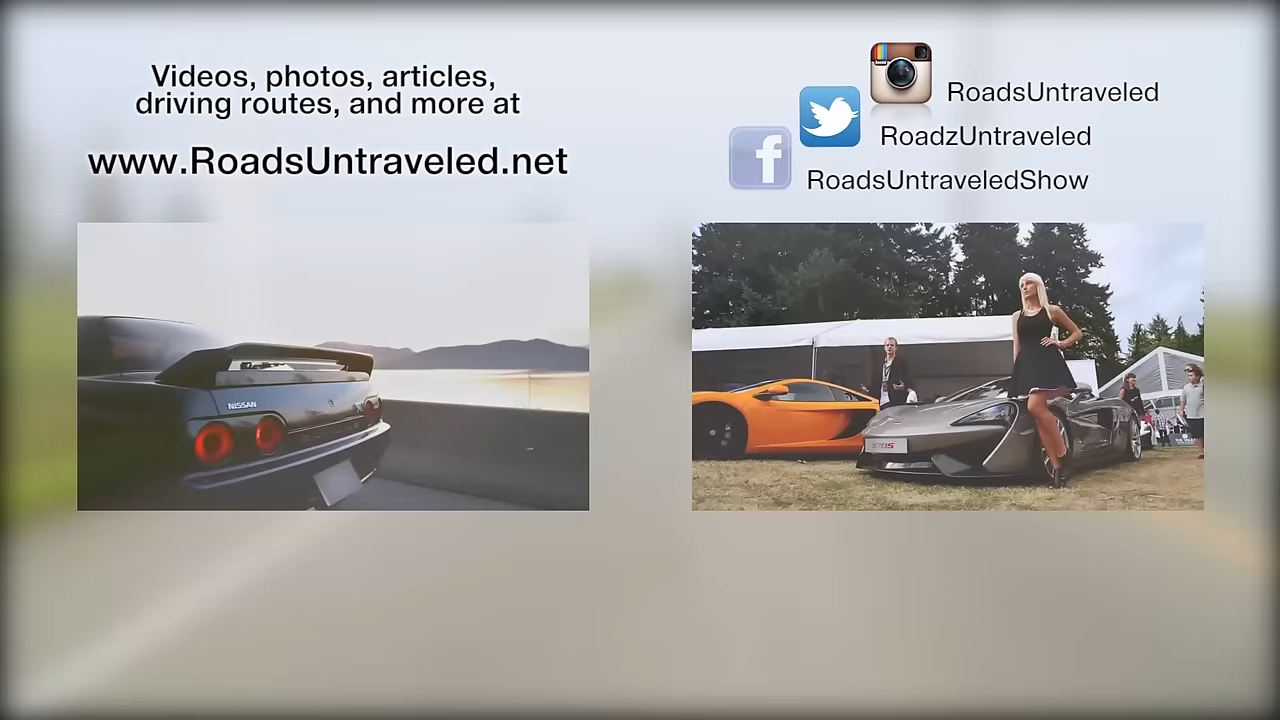 Videos, photos, articles,
driving routes, and more at
www.RoadsUntraveled.net
RoadsUntraveled
RoadzUntraveled
f
RoadsUntraveledShow
NISSAN
570S